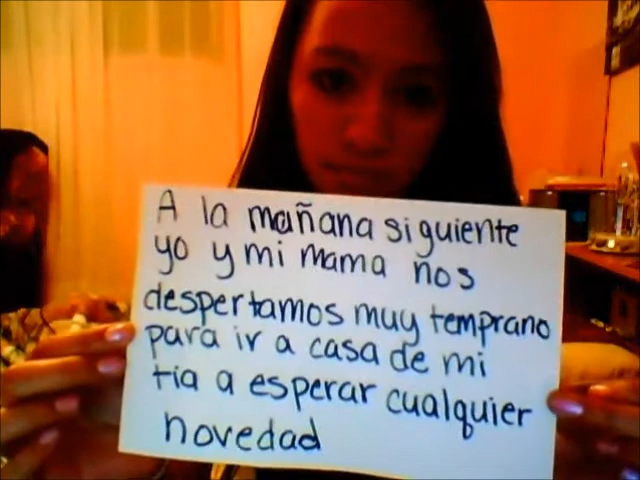 A la mañana siguiente
yo y mi mama nos
despertamos muy temprano
para ir a casa de mi
tia a esperar cualquier
novedad